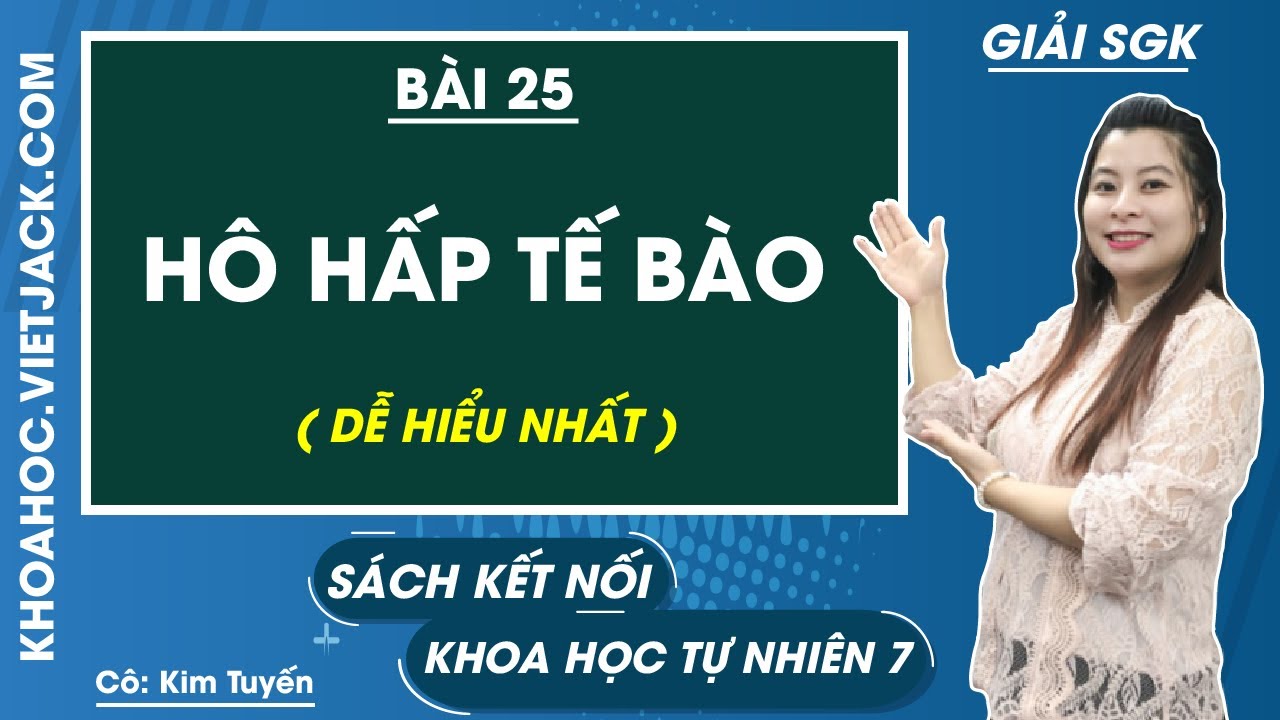 KHOAHOC.VIETJACK.COM
GIẢI SGK
BÀI 25
HÔ HẤP TẾ BÀO
( DỄ HIỂU NHẤT )
SÁCH KẾT NỐI
KHOA HỌC TỰ NHIÊN 7
Cô: Kim Tuyến